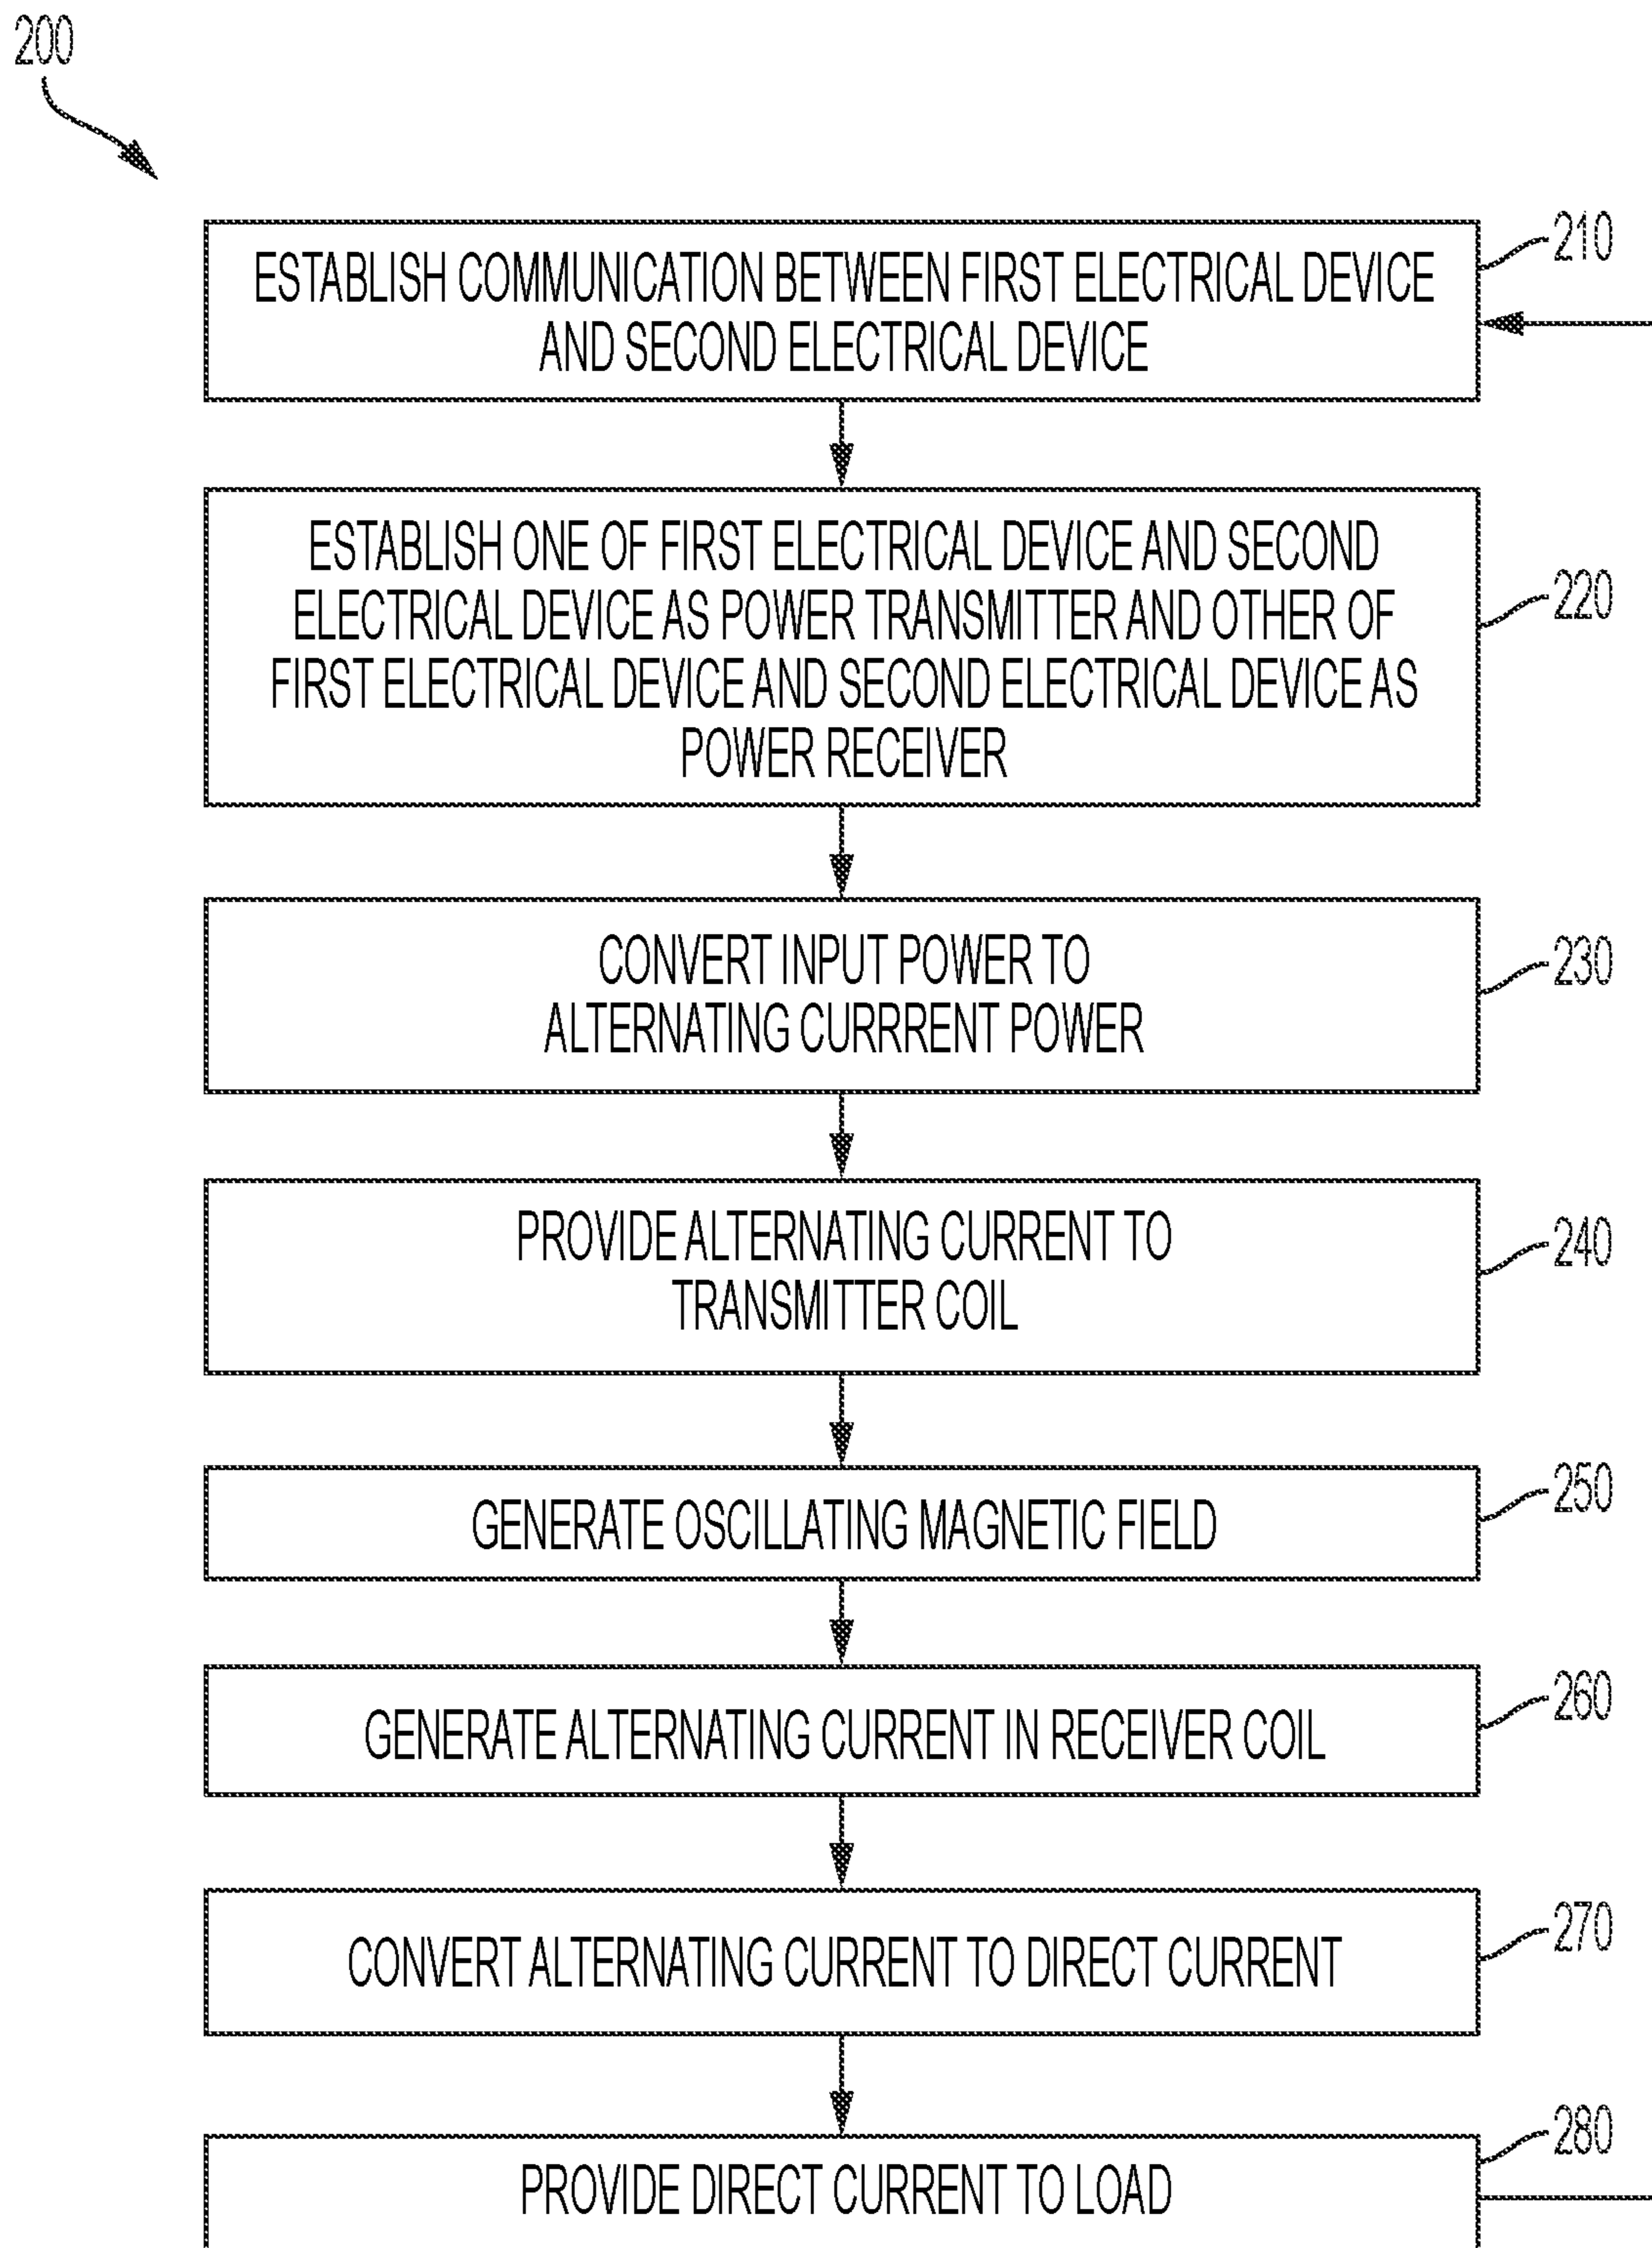 200
210
ESTABLISH COMMUNICATION BETWEEN FIRST ELECTRICAL DEVICE
AND SECOND ELECTRICAL DEVICE
220
ESTABLISH ONE OF FIRST ELECTRICAL DEVICE AND SECOND
ELECTRICAL DEVICE AS POWER TRANSMITTER AND OTHER OF
FIRST ELECTRICAL DEVICE AND SECOND ELECTRICAL DEVICE AS
POWER RECEIVER
230
CONVERT INPUT POWER TO
ALTERNATING CURRRENT POWER
240
PROVIDE ALTERNATING CURRENT TO
TRANSMITTER COIL
250
GENERATE OSCILLATING MAGNETIC FIELD
260
GENERATE ALTERNATING CURRENT IN RECEIVER COIL
270
CONVERT ALTERNATING CURRENT TO DIRECT CURRENT
280
PROVIDE DIRECT CURRENT TO LOAD